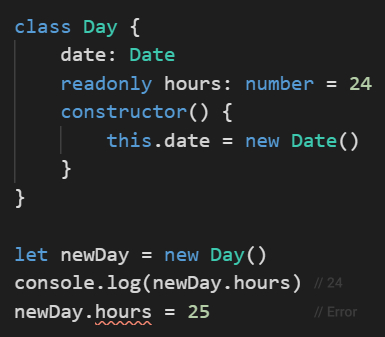 class Day {
    date: Date
    readonly hours: number = 24
    constructor() {
        this.date = new Date()
    }
}

let newDay = new Day()
console.log(newDay.hours) // 24
newDay.hours = 25 // Error